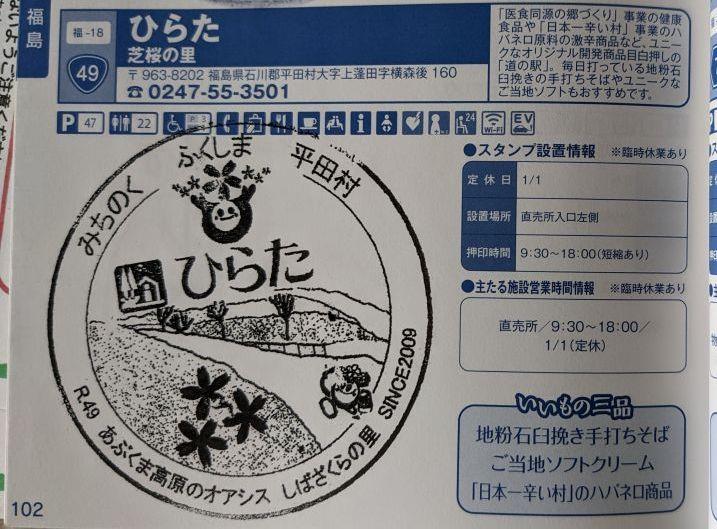 福島
福-18
49
ひらた
芝桜の里
〒963-8202 福島県石川郡平田村大字上蓬田字横森後 160
☎0247-55-3501
「医食同源の郷づくり」事業の健康
食品や「日本一辛い村」事業のハ
バネロ原料の激辛商品など、ユニー
クなオリジナル開発商品目白押しの
「道の駅」。毎日打っている地粉石
臼挽きの手打ちそばやユニークな
ご当地ソフトもおすすめです。
P 47
22
3
24
Wi-Fi
EV
ふくしま
平田村
みちのく
ひらた
R49 あぶくま高原のオアシス しばざくらの里 SINCE2009
●スタンプ設置情報 ※臨時休業あり
定休日 1/1
設置場所 直売所入口左側
押印時間 9:30~18:00(短縮あり)
●主たる施設営業時間情報 ※臨時休業あり
直売所/9:30~18:00/
1/1(定休)
いいもの三品
地粉石臼挽き手打ちそば
ご当地ソフトクリーム
「日本一辛い村」のハバネロ商品
102